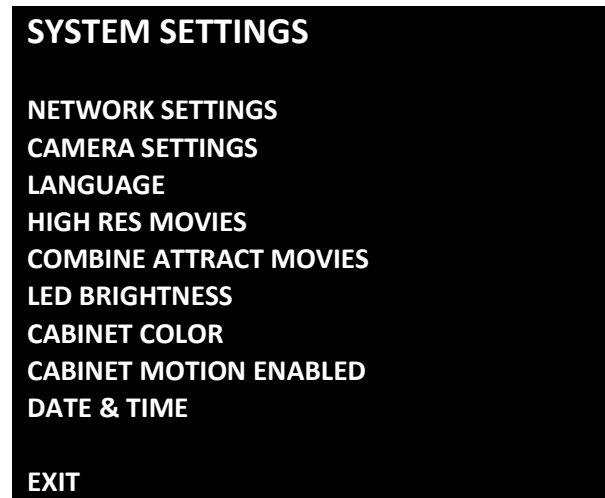 SYSTEM SETTINGS
NETWORK SETTINGS
CAMERA SETTINGS
LANGUAGE
HIGH RES MOVIES
COMBINE ATTRACT MOVIES
LED BRIGHTNESS
CABINET COLOR
CABINET MOTION ENABLED
DATE & TIME
EXIT